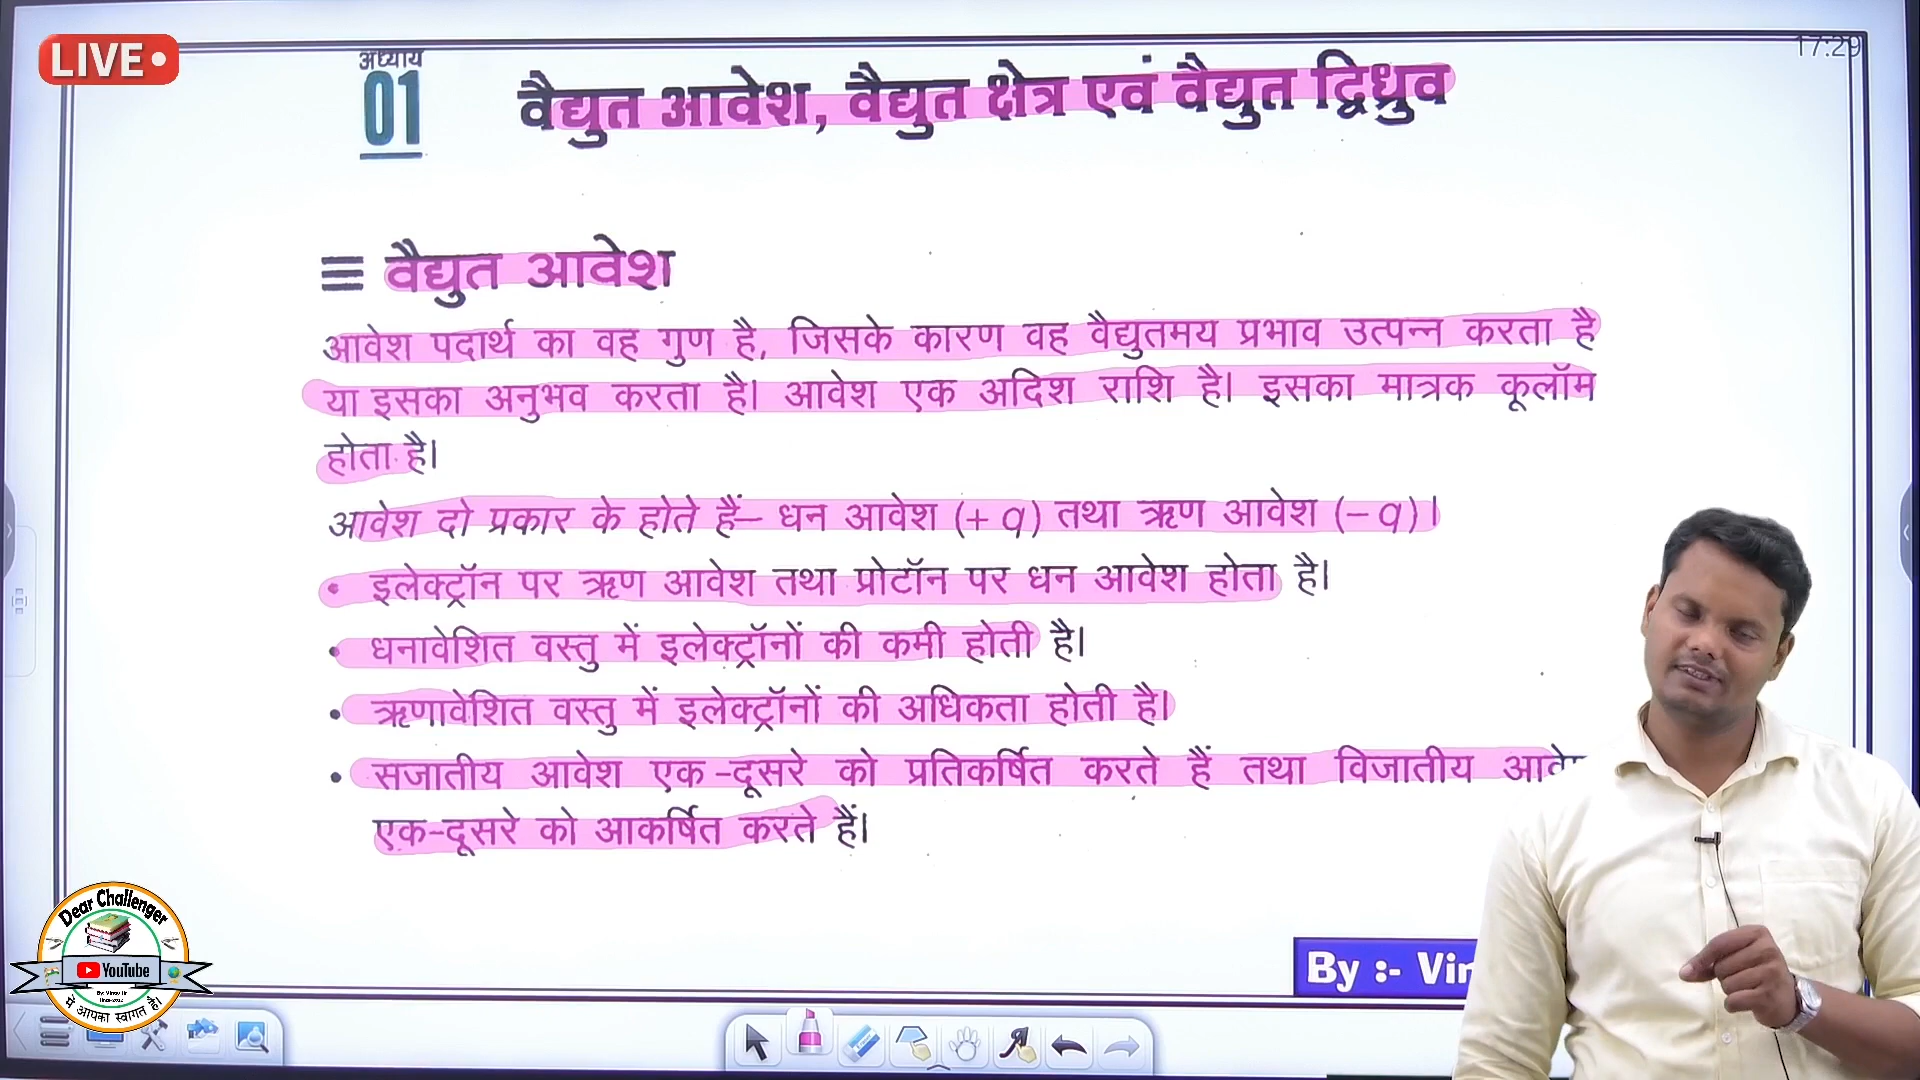 LIVE
17:29
अध्याय
01
वैद्युत आवेश, वैद्युत क्षेत्र एवं वैद्युत द्विध्रुव
वैद्युत आवेश
आवेश पदार्थ का वह गुण है, जिसके कारण वह वैद्युतमय प्रभाव उत्पन्न करता है
या इसका अनुभव करता है। आवेश एक अदिश राशि है। इसका मात्रक कूलॉम
होता है।
आवेश दो प्रकार के होते हैं– धन आवेश (+ q) तथा ऋण आवेश (– q)।
• इलेक्ट्रॉन पर ऋण आवेश तथा प्रोटॉन पर धन आवेश होता है।
• धनावेशित वस्तु में इलेक्ट्रॉनों की कमी होती है।
• ऋणावेशित वस्तु में इलेक्ट्रॉनों की अधिकता होती है।
• सजातीय आवेश एक-दूसरे को प्रतिकर्षित करते हैं तथा विजातीय
एक-दूसरे को आकर्षित करते हैं।
By :- Vin
Dear Challenger
YouTube
में आपका स्वागत है।